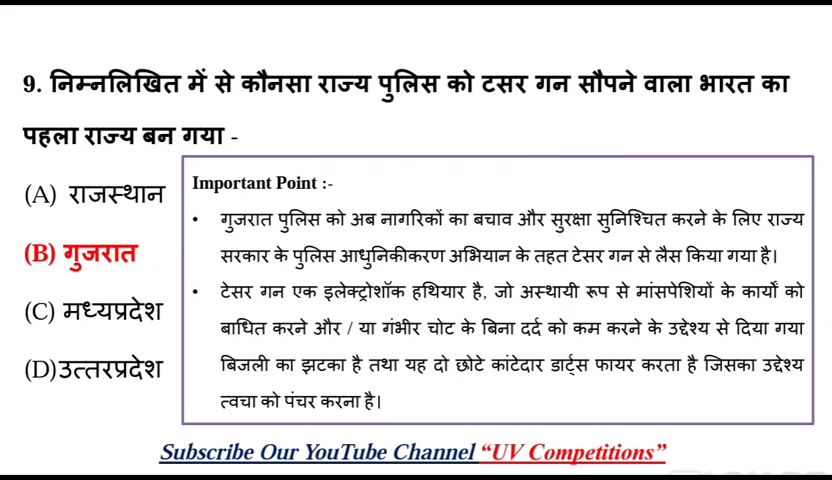 9. निम्नलिखित में से कौनसा राज्य पुलिस को टसर गन सौपने वाला भारत का
पहला राज्य बन गया -
(A) राजस्थान
(B) गुजरात
(C) मध्यप्रदेश
(D)उत्तरप्रदेश
Important Point :-
• गुजरात पुलिस को अब नागरिकों का बचाव और सुरक्षा सुनिश्चित करने के लिए राज्य
सरकार के पुलिस आधुनिकीकरण अभियान के तहत टेसर गन से लैस किया गया है।
• टेसर गन एक इलेक्ट्रोशॉक हथियार है, जो अस्थायी रूप से मांसपेशियों के कार्यों को
बाधित करने और / या गंभीर चोट के बिना दर्द को कम करने के उद्देश्य से दिया गया
बिजली का झटका है तथा यह दो छोटे कांटेदार डार्ट्स फायर करता है जिसका उद्देश्य
त्वचा को पंचर करना है।
Subscribe Our YouTube Channel “UV Competitions”